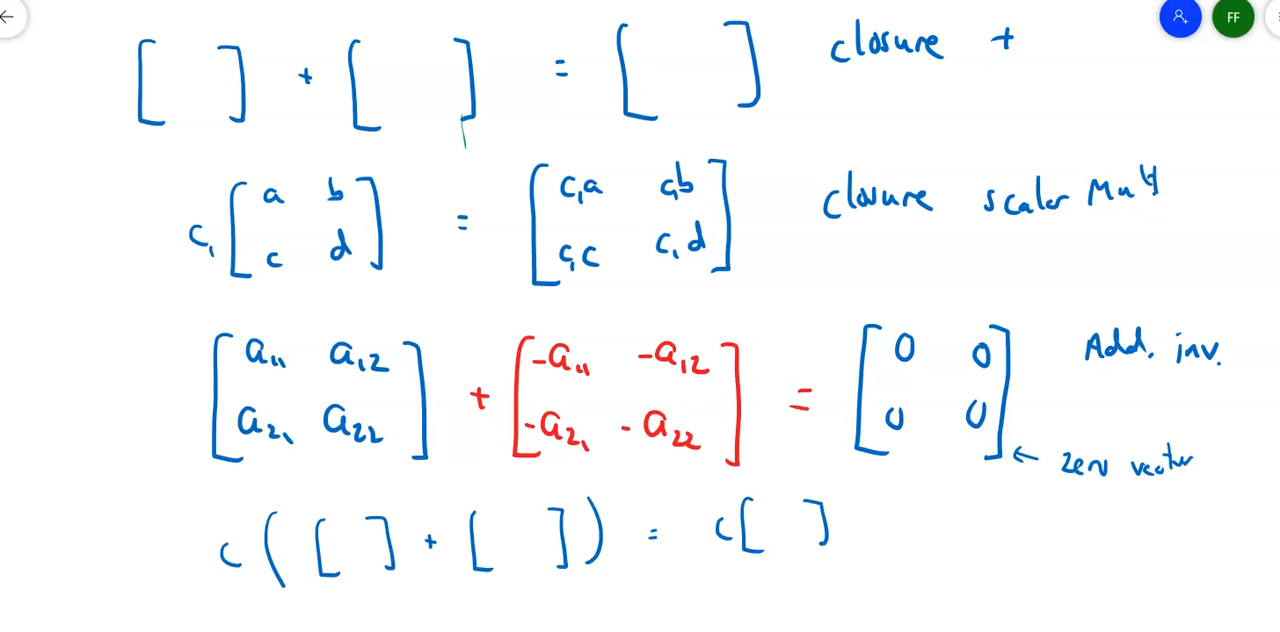 FF
[ ] + [ ] = [ ] closure +
c₁ [ a b ; c d ] = [ c₁a c₁b ; c₁c c₁d ] closure scalar Mult
[ a₁₁ a₁₂ ; a₂₁ a₂₂ ] + [ -a₁₁ -a₁₂ ; -a₂₁ -a₂₂ ] = [ 0 0 ; 0 0 ] Add. inv.
← zero vector
c ( [ ] + [ ] ) = c [ ]